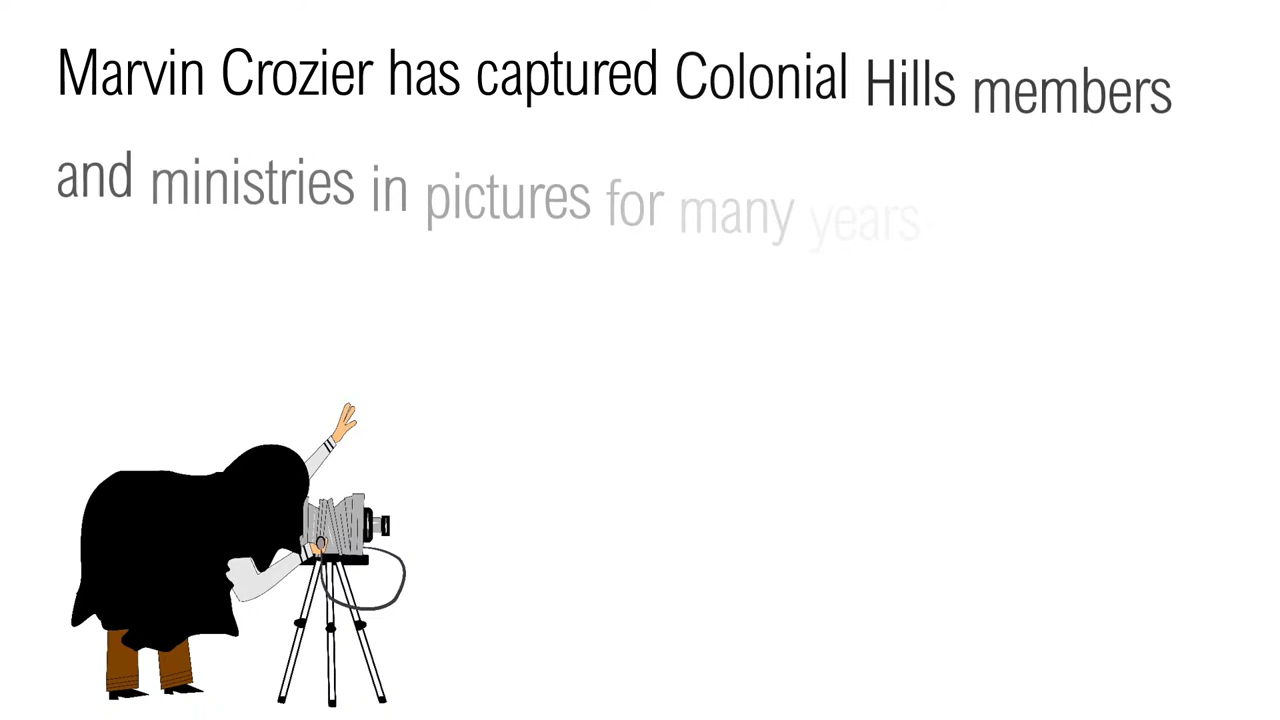 Marvin Crozier has captured Colonial Hills members
and ministries in pictures for many years